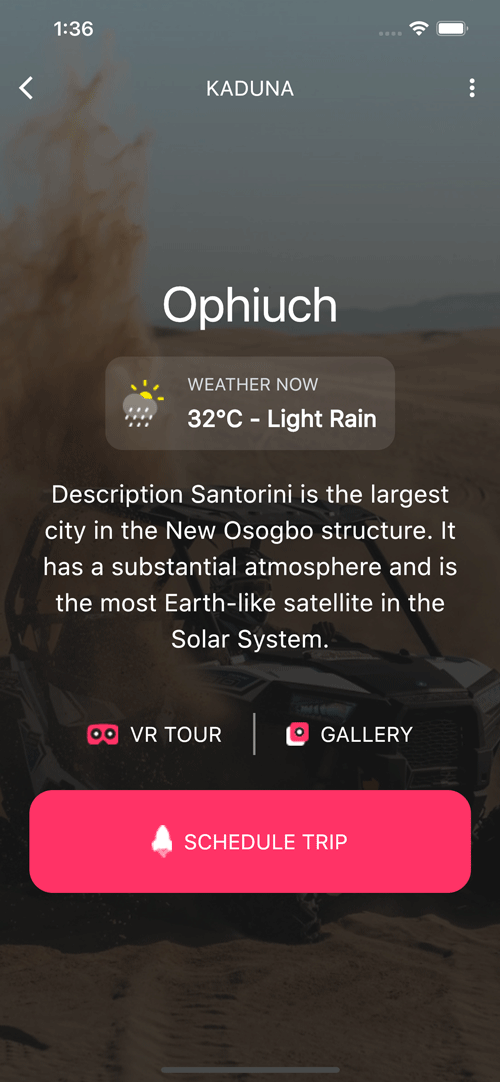 1:36
KADUNA
Ophiuch
WEATHER NOW
32°C - Light Rain
Description Santorini is the largest
city in the New Osogbo structure. It
has a substantial atmosphere and is
the most Earth-like satellite in the
Solar System.
VR TOUR
GALLERY
SCHEDULE TRIP